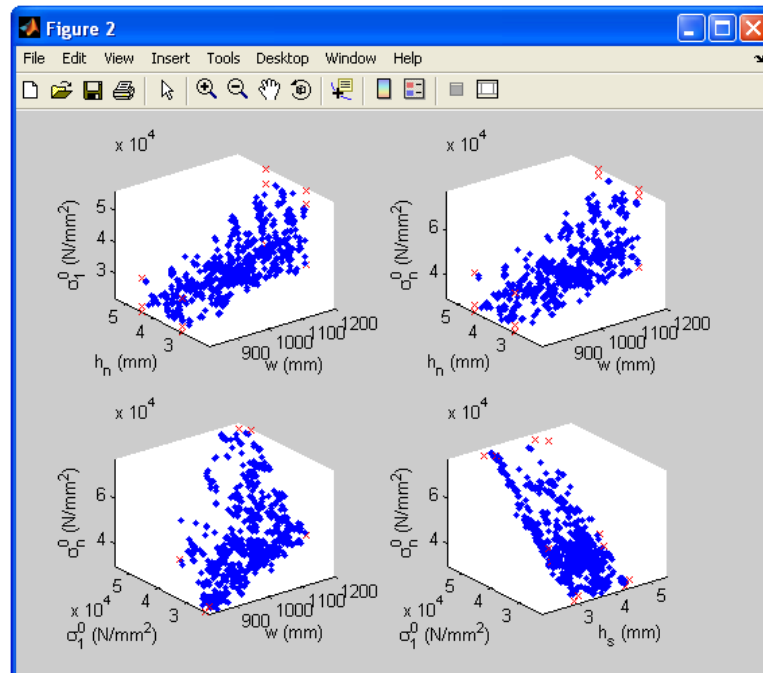 Figure 2
File Edit View Insert Tools Desktop Window Help
x 10^4
5
4
3
σ_1^0 (N/mm^2)
5
4
3
h_n (mm)
900 1000 1100 1200
w (mm)
x 10^4
6
4
σ_n^0 (N/mm^2)
5
4
3
h_n (mm)
900 1000 1100 1200
w (mm)
x 10^4
6
4
σ_n^0 (N/mm^2)
5
4
3
x 10^4
σ_1^0 (N/mm^2)
900 1000 1100 1200
w (mm)
x 10^4
6
4
σ_n^0 (N/mm^2)
5
4
3
x 10^4
σ_1^0 (N/mm^2)
3 4 5
h_s (mm)